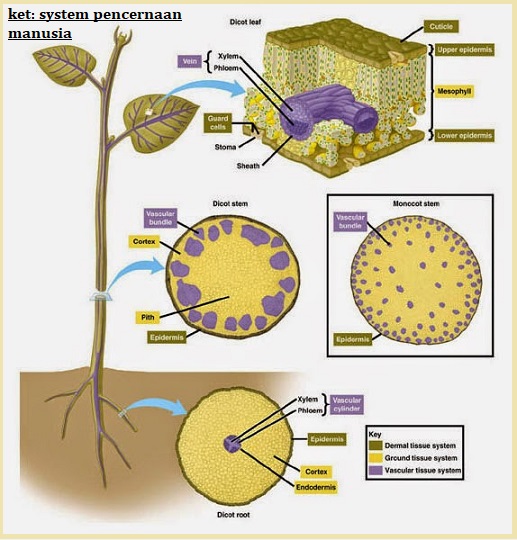 ket: system pencernaan
manusia
Dicot leaf
Cuticle
Upper epidermis
Vein
Xylem
Phloem
Mesophyll
Guard
cells
Stoma
Lower epidermis
Sheath
Dicot stem
Vascular
bundle
Cortex
Pith
Epidermis
Monocot stem
Vascular
bundle
Epidermis
Xylem
Phloem
Vascular
cylinder
Epidermis
Cortex
Endodermis
Dicot root
Key
Dermal tissue system
Ground tissue system
Vascular tissue system